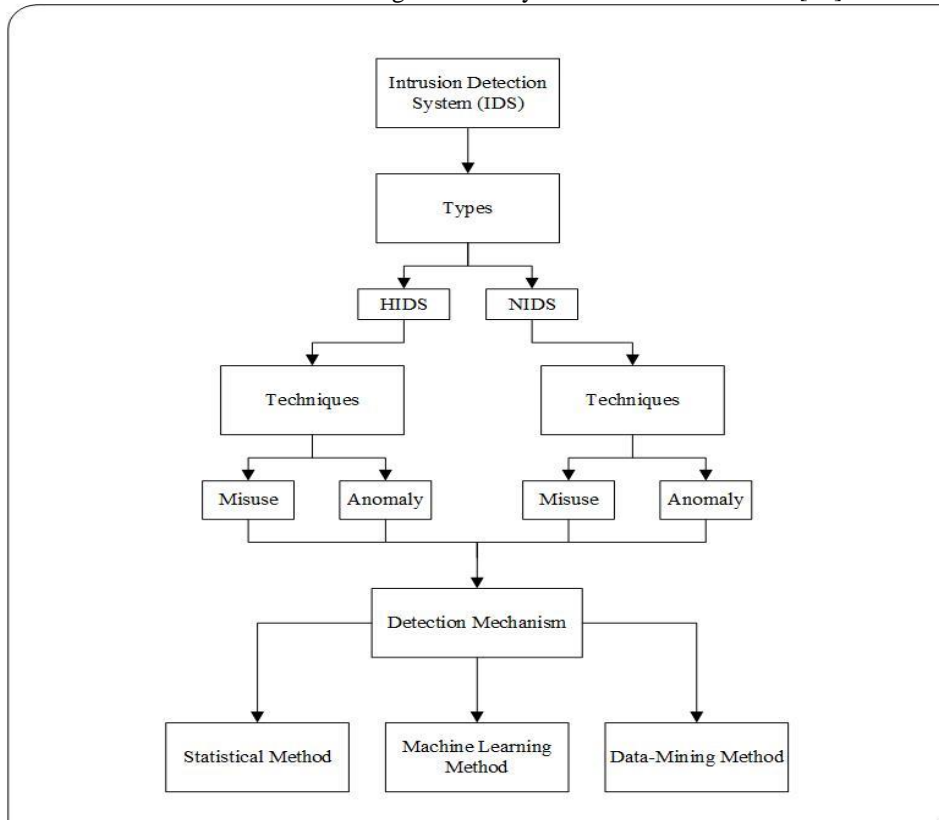 Intrusion Detection
System (IDS)
Types
HIDS
NIDS
Techniques
Techniques
Misuse
Anomaly
Misuse
Anomaly
Detection Mechanism
Statistical Method
Machine Learning
Method
Data-Mining Method